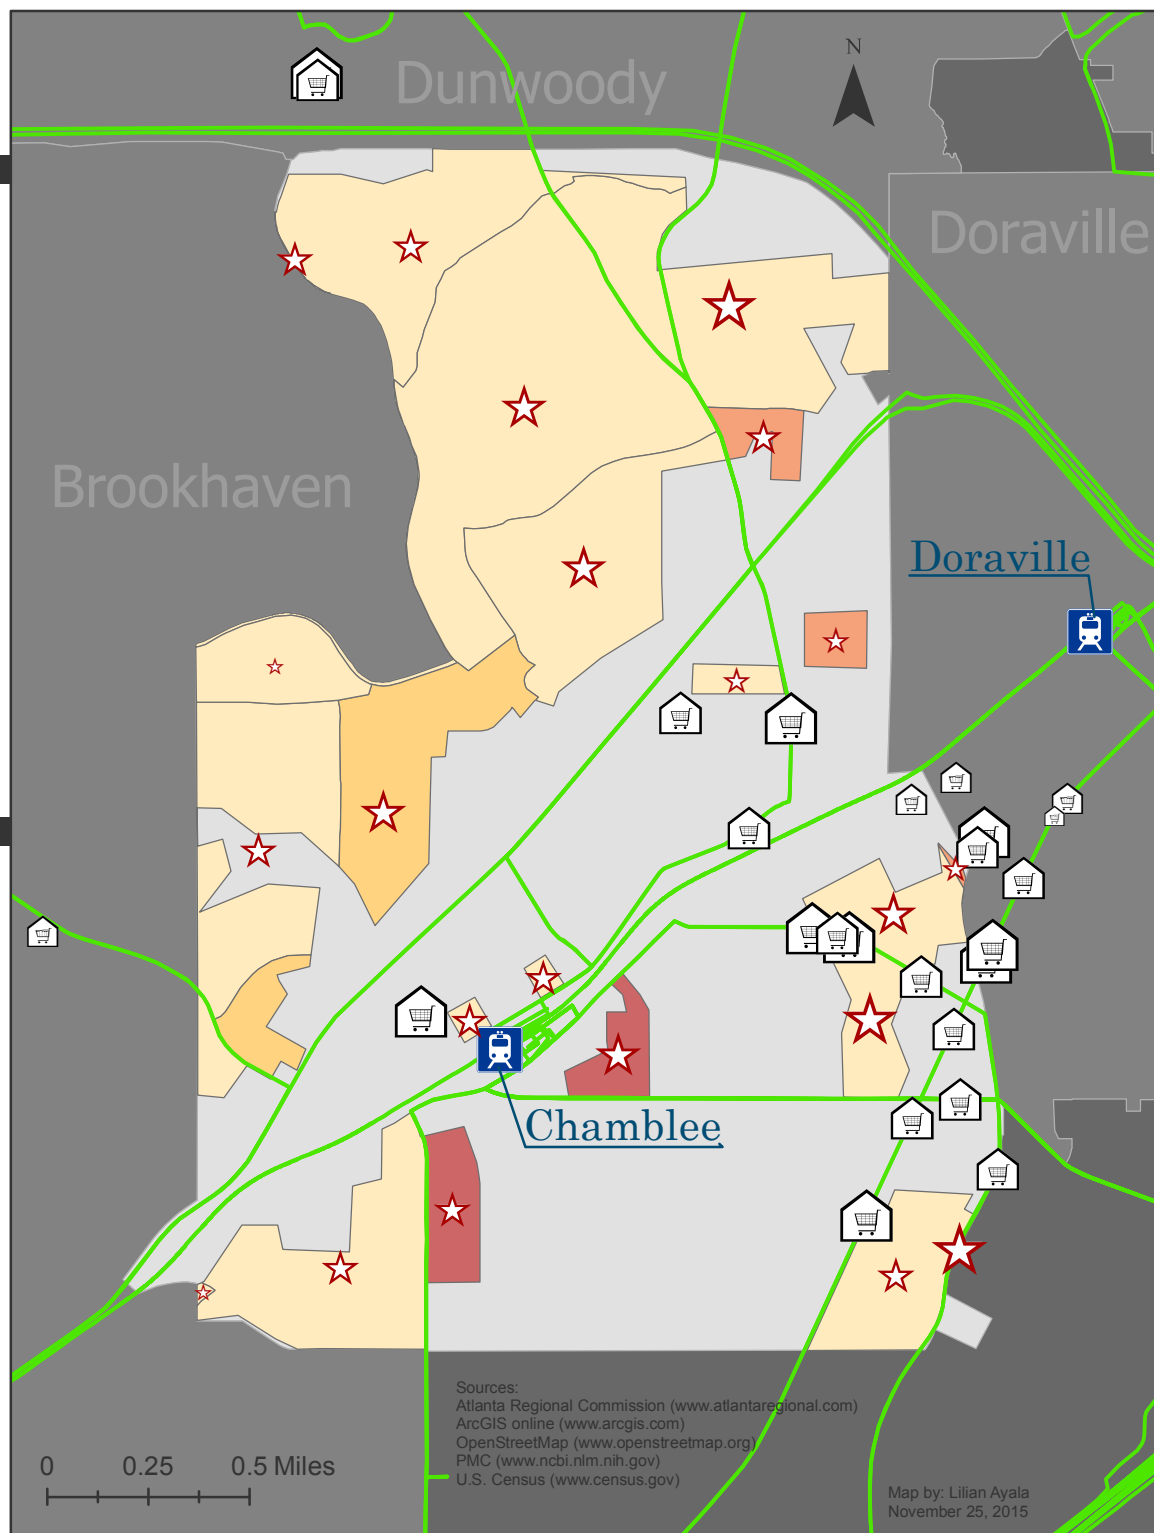 Dunwoody
N
Doraville
Brookhaven
Doraville
Chamblee
Sources:
Atlanta Regional Commission (www.atlantaregional.com)
ArcGIS online (www.arcgis.com)
OpenStreetMap (www.openstreetmap.org)
PMC (www.ncbi.nlm.nih.gov)
U.S. Census (www.census.gov)
0 0.25 0.5 Miles
Map by: Lilian Ayala
November 25, 2015